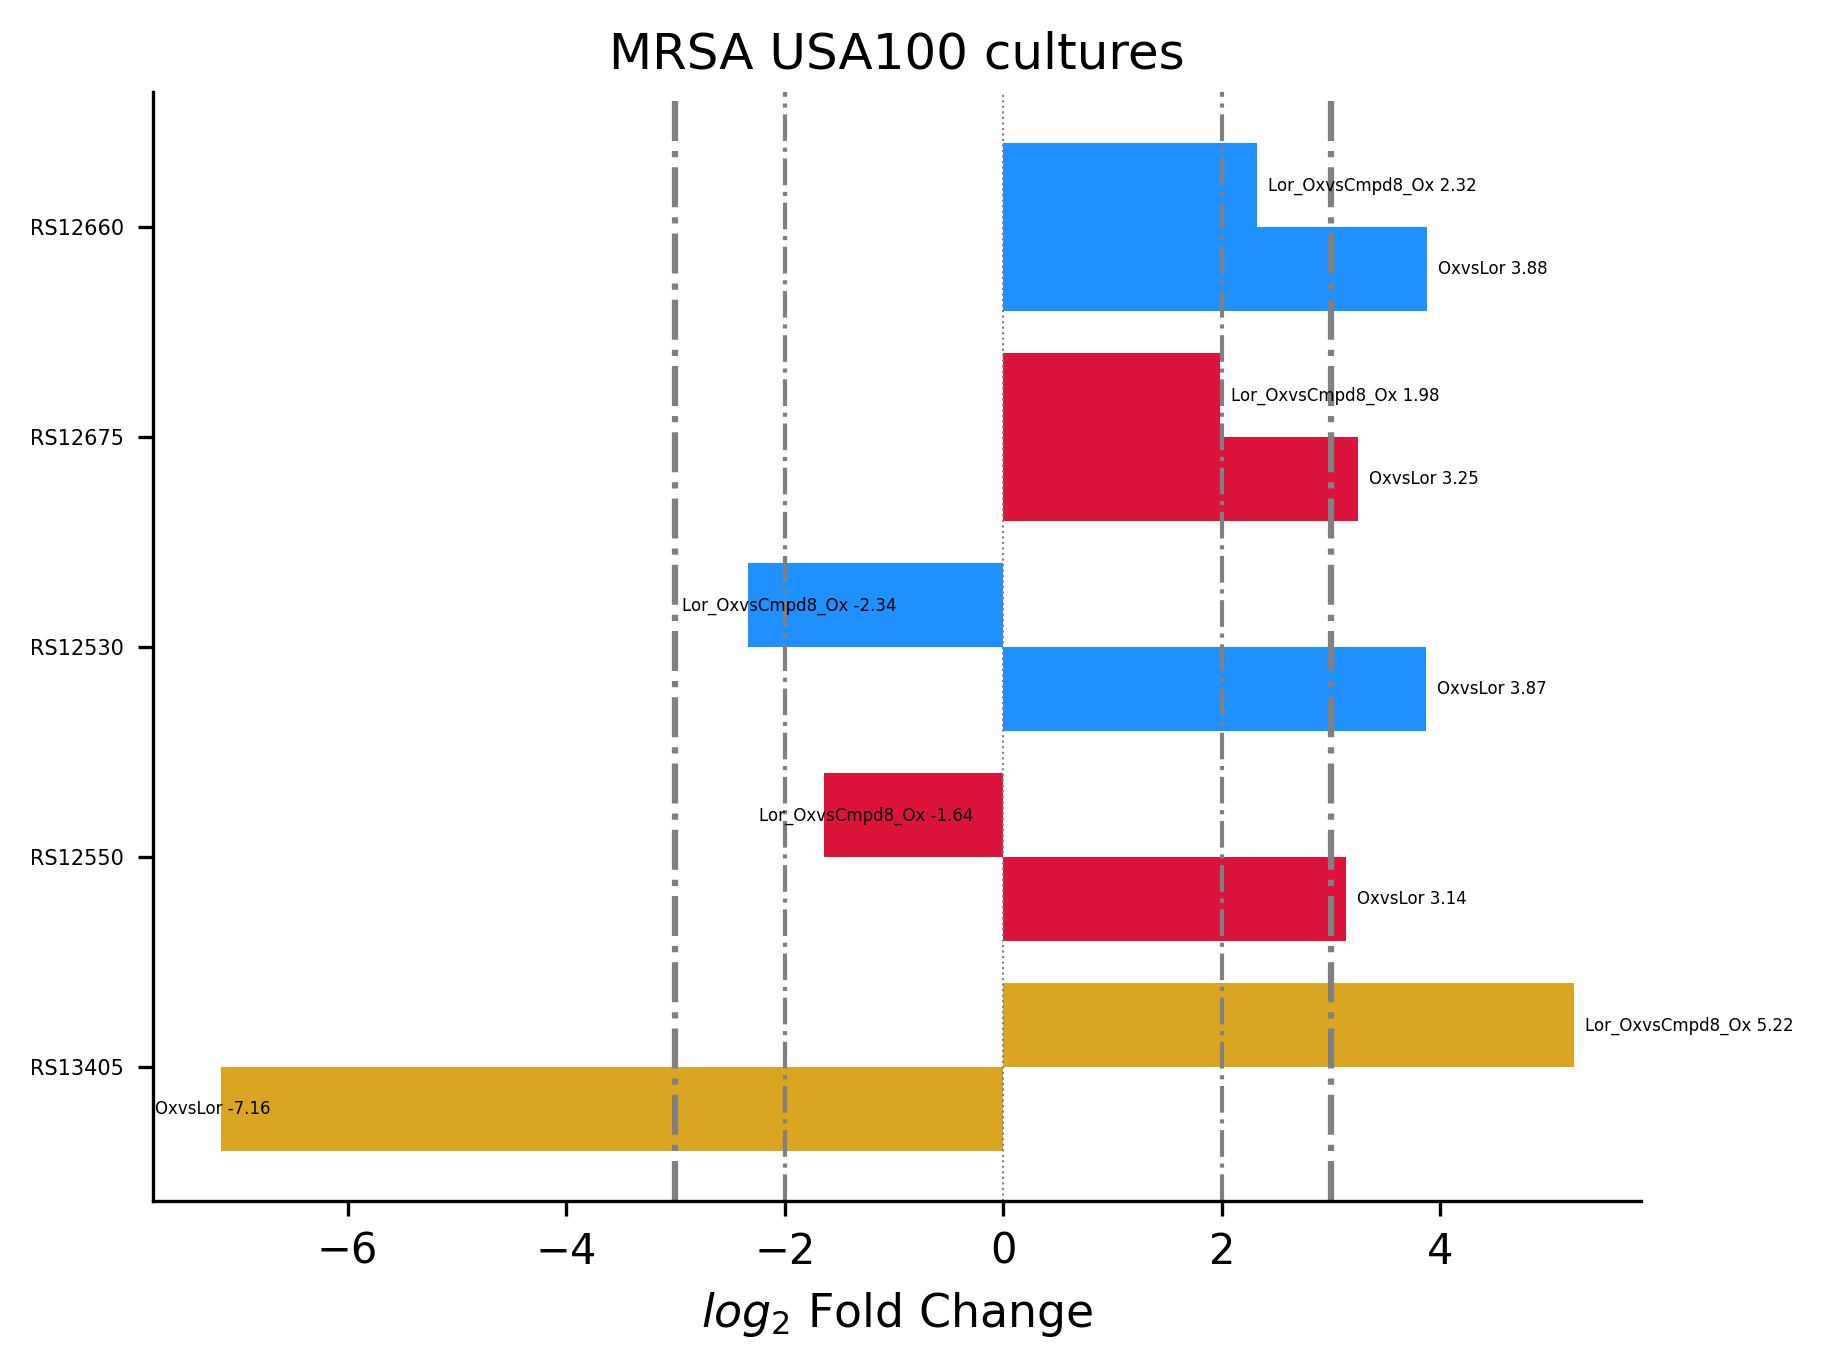 MRSA USA100 cultures
Lor_OxvsCmpd8_Ox 2.32
RS12660
OxvsLor 3.88
Lor_OxvsCmpd8_Ox 1.98
RS12675
OxvsLor 3.25
Lor_OxvsCmpd8_Ox -2.34
RS12530
OxvsLor 3.87
Lor_OxvsCmpd8_Ox -1.64
RS12550
OxvsLor 3.14
Lor_OxvsCmpd8_Ox 5.22
RS13405
OxvsLor -7.16
−6 −4 −2 0 2 4
log₂ Fold Change